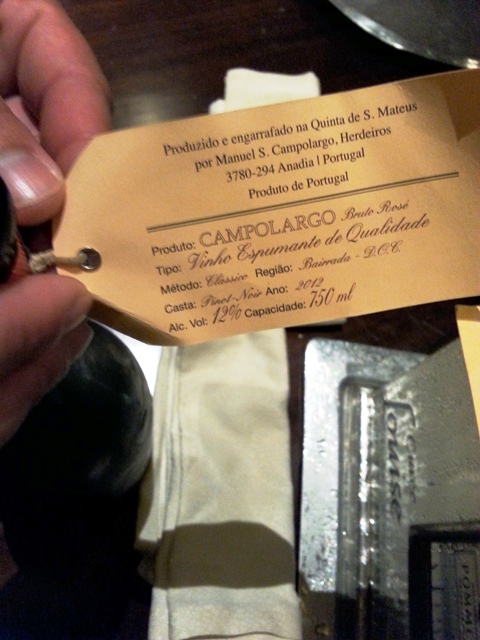 Produzido e engarrafado na Quinta de S. Mateus
por Manuel S. Campolargo, Herdeiros
3780-294 Anadia | Portugal
Produto de Portugal
Produto: CAMPOLARGO Bruto Rosé
Tipo: Vinho Espumante de Qualidade
Método: Clássico Região: Bairrada - D.O.C.
Casta: Pinot-Noir Ano: 2012
Alc. Vol: 12% Capacidade: 750 ml